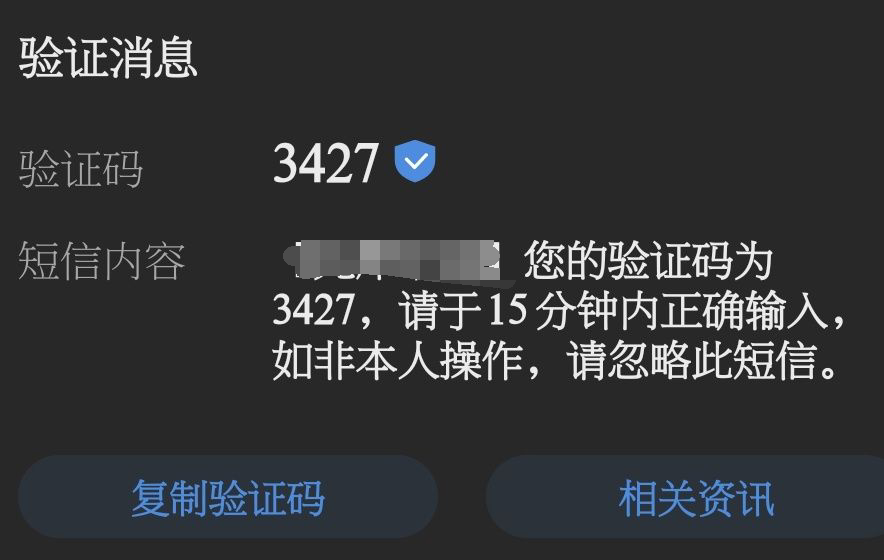 验证消息
验证码 3427
短信内容 您的验证码为
3427，请于15分钟内正确输入，
如非本人操作，请忽略此短信。
复制验证码 相关资讯